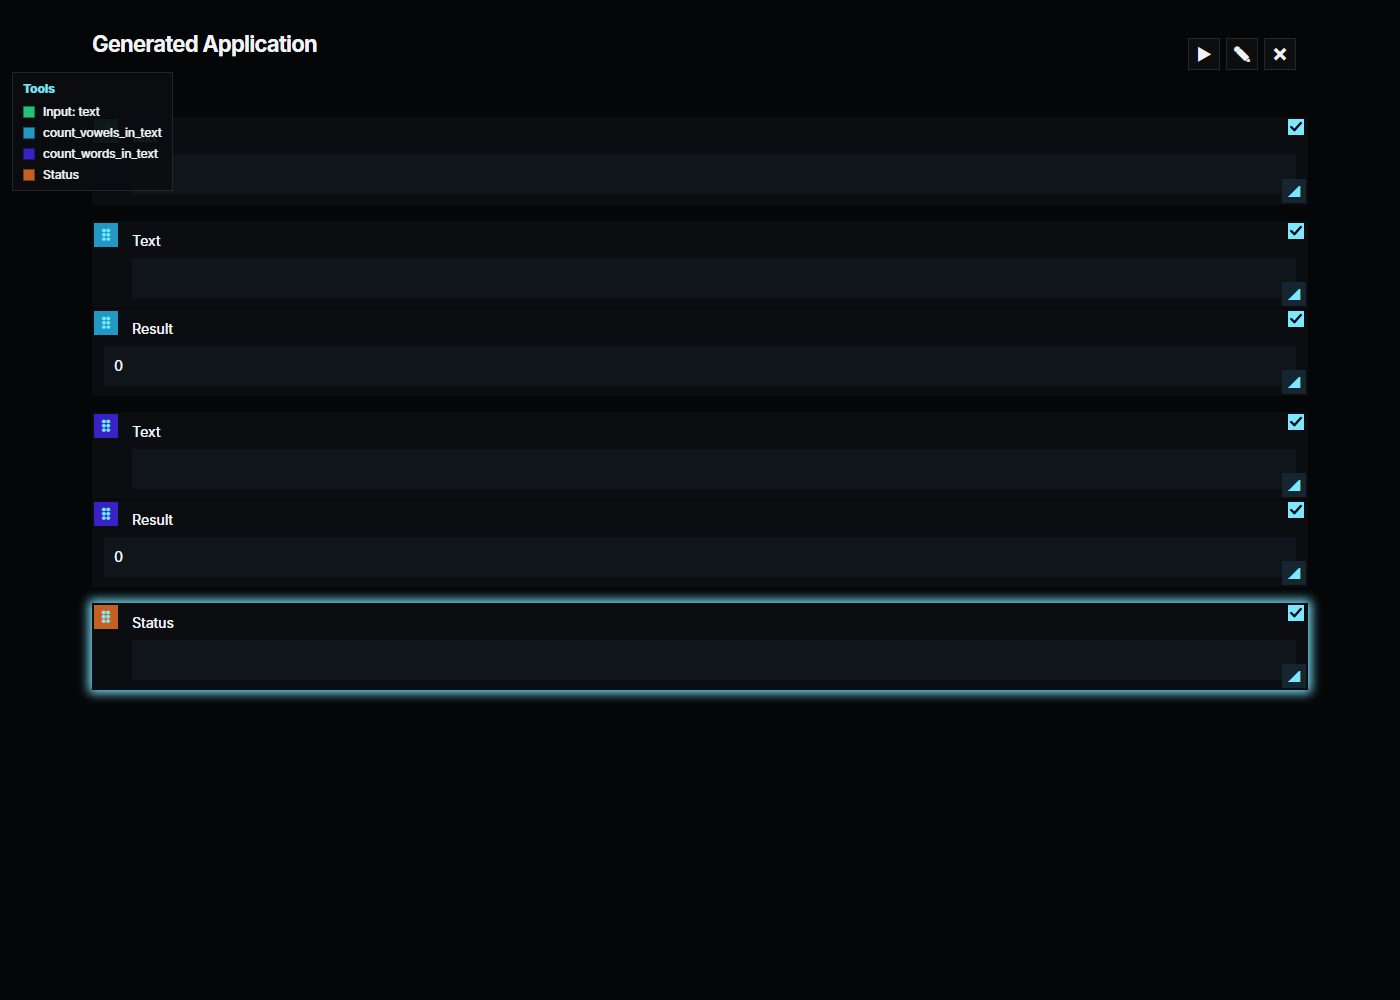 Generated Application
Tools
Input: text
count_vowels_in_text
count_words_in_text
Status
Text
Result
0
Text
Result
0
Status